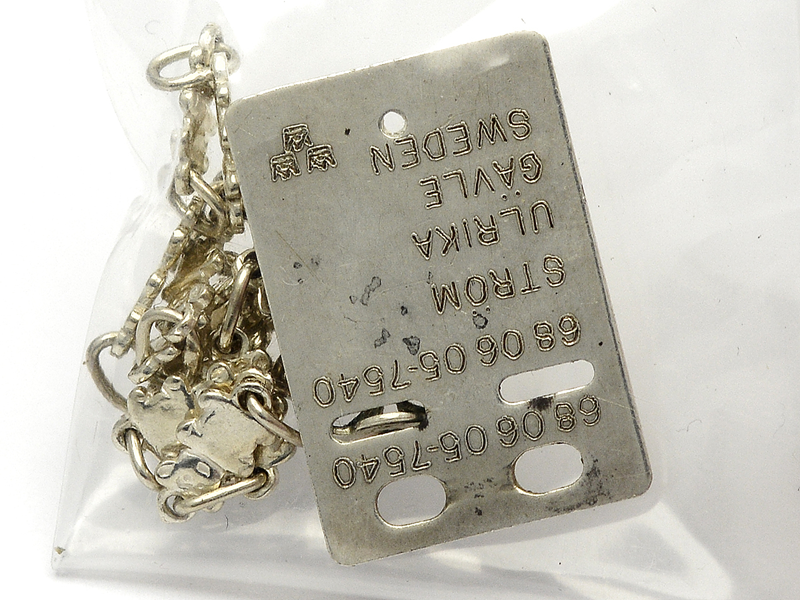 68 06 05-7540
68 06 05-7540
STRÖM
ULRIKA
GÄVLE
SWEDEN